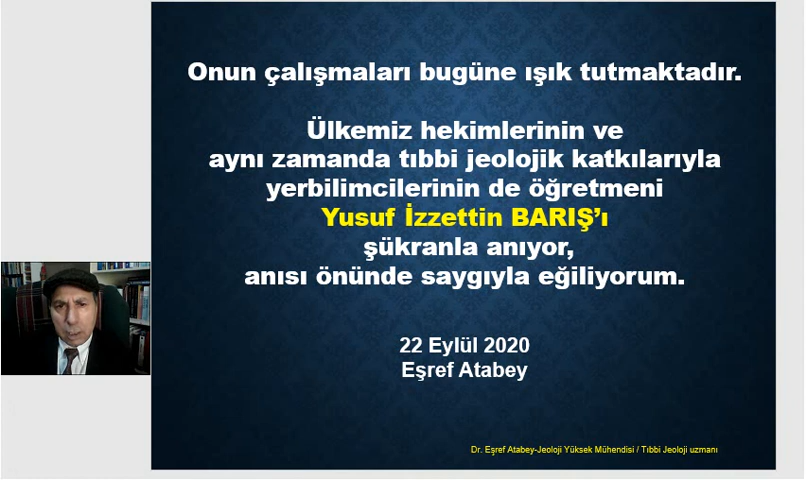 Onun çalışmaları bugüne ışık tutmaktadır.
Ülkemiz hekimlerinin ve
aynı zamanda tıbbi jeolojik katkılarıyla
yerbilimcilerinin de öğretmeni
Yusuf İzzettin BARIŞ’ı
şükranla anıyor,
anısı önünde saygıyla eğiliyorum.
22 Eylül 2020
Eşref Atabey
Dr. Eşref Atabey-Jeoloji Yüksek Mühendisi / Tıbbi Jeoloji uzmanı